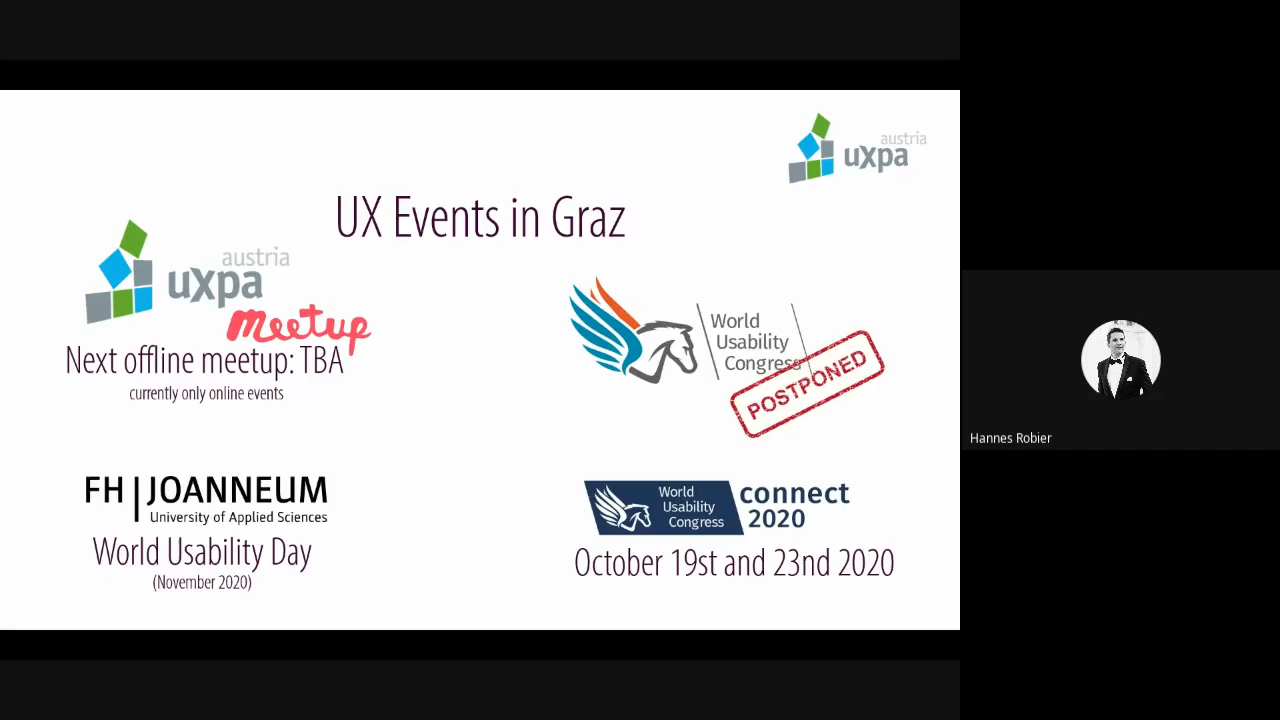 austria
uxpa
UX Events in Graz
austria
uxpa
meetup
Next offline meetup: TBA
currently only online events
World
Usability
Congress
POSTPONED
FH JOANNEUM
University of Applied Sciences
World Usability Day
(November 2020)
World
Usability
Congress
connect
2020
October 19st and 23nd 2020
Hannes Robier